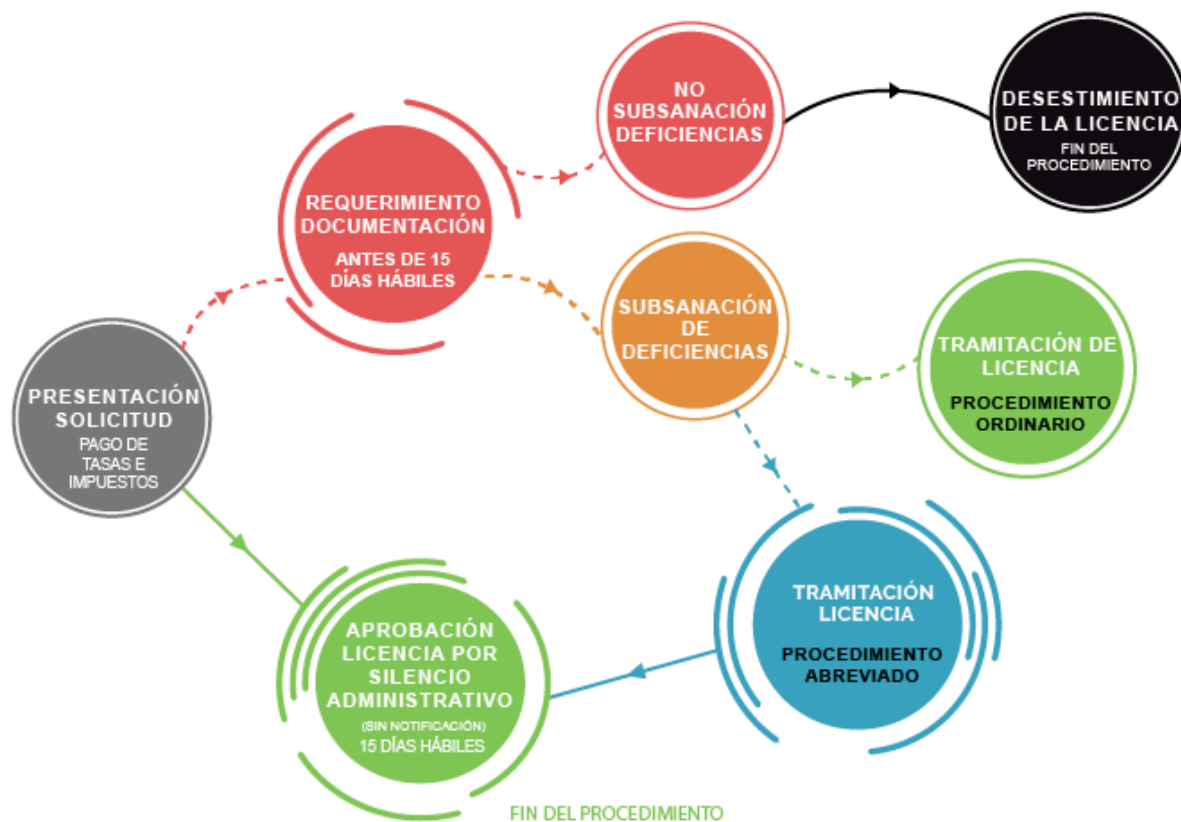 NO
SUBSANACIÓN
DEFICIENCIAS
DESESTIMIENTO
DE LA LICENCIA
FIN DEL
PROCEDIMIENTO
REQUERIMIENTO
DOCUMENTACIÓN
ANTES DE 15
DÍAS HÁBILES
SUBSANACIÓN
DE
DEFICIENCIAS
TRAMITACIÓN DE
LICENCIA
PROCEDIMIENTO
ORDINARIO
PRESENTACIÓN
SOLICITUD
PAGO DE
TASAS E
IMPUESTOS
TRAMITACIÓN
LICENCIA
PROCEDIMIENTO
ABREVIADO
APROBACIÓN
LICENCIA POR
SILENCIO
ADMINISTRATIVO
(SIN NOTIFICACIÓN)
15 DÍAS HÁBILES
FIN DEL PROCEDIMIENTO